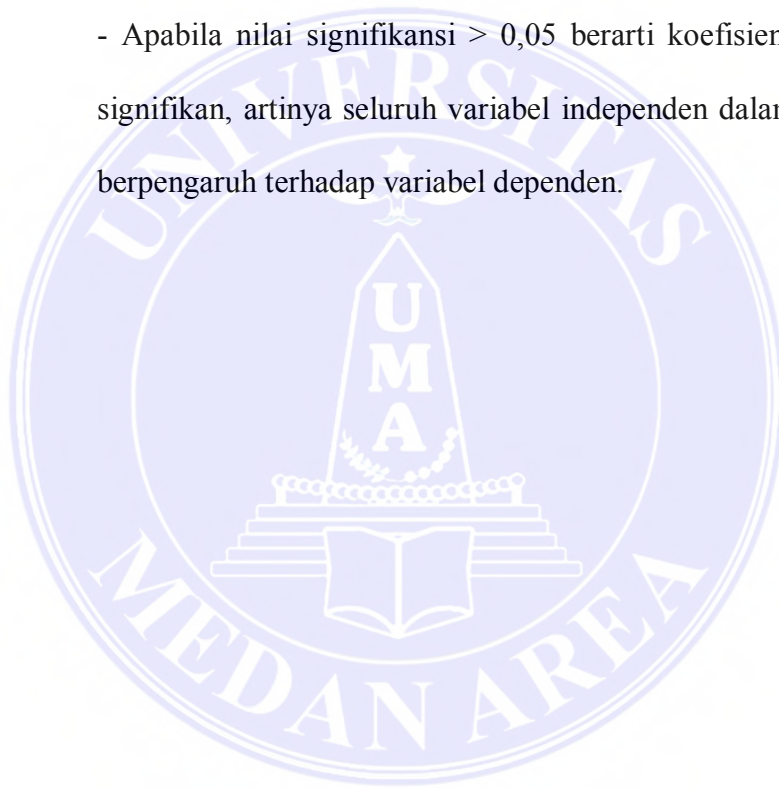 - Apabila nilai signifikansi > 0,05 berarti koefisien
signifikan, artinya seluruh variabel independen dalam
berpengaruh terhadap variabel dependen.
UNIVERSITAS
U
M
A
MEDAN AREA